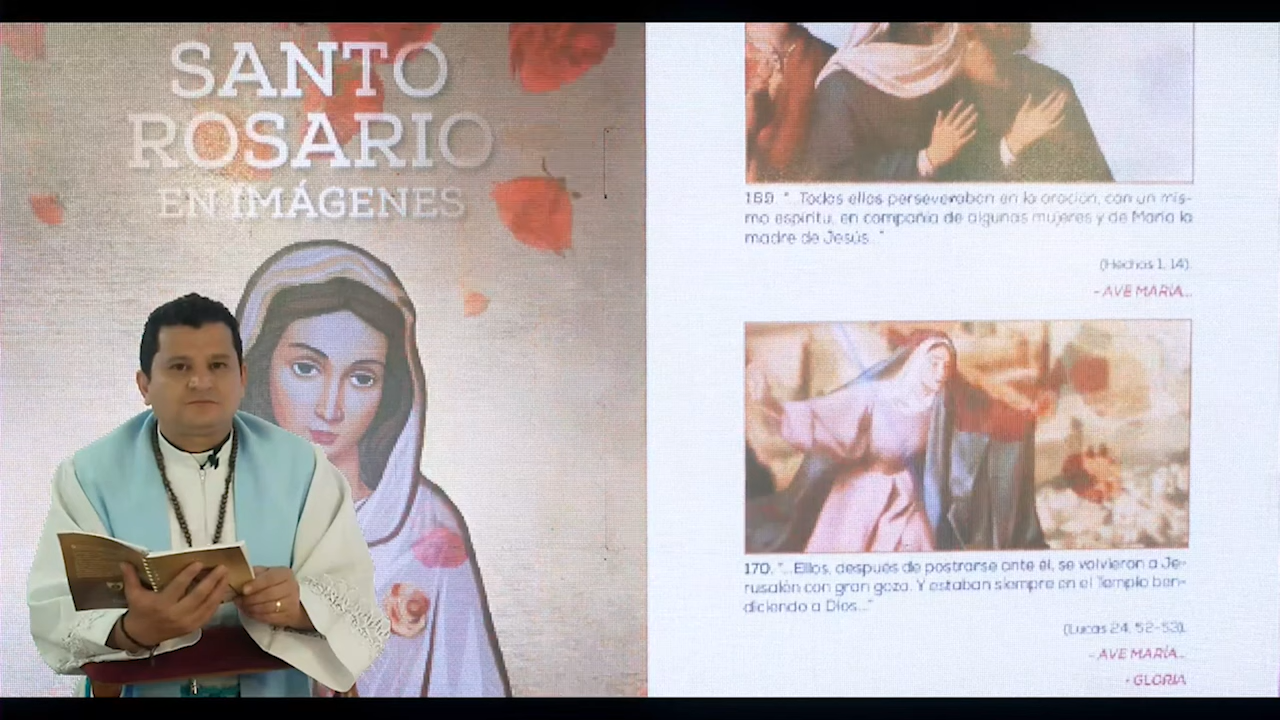 SANTO
ROSARIO
EN IMÁGENES
169. "...Todos ellos perseveraban en la oración, con un mis-
mo espíritu, en compañía de algunas mujeres y de María la
madre de Jesús..."
(Hechos 1, 14).
- AVE MARÍA...
170. "...Ellos, después de postrarse ante él, se volvieron a Je-
rusalén con gran gozo. Y estaban siempre en el Templo ben-
diciendo a Dios..."
(Lucas 24, 52-53).
- AVE MARÍA...
- GLORIA